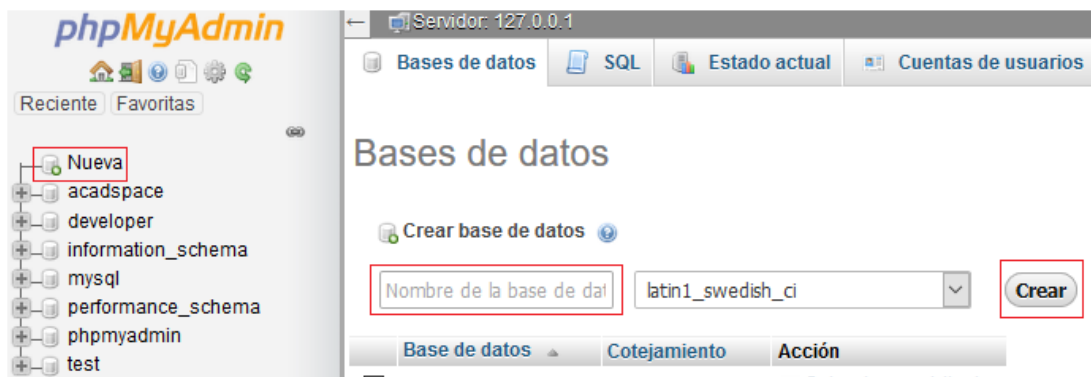 phpMyAdmin
Reciente Favoritas
Nueva
acadspace
developer
information_schema
mysql
performance_schema
phpmyadmin
test
Servidor: 127.0.0.1
Bases de datos SQL Estado actual Cuentas de usuarios
Bases de datos
Crear base de datos
Nombre de la base de dat latin1_swedish_ci Crear
Base de datos Cotejamiento Acción